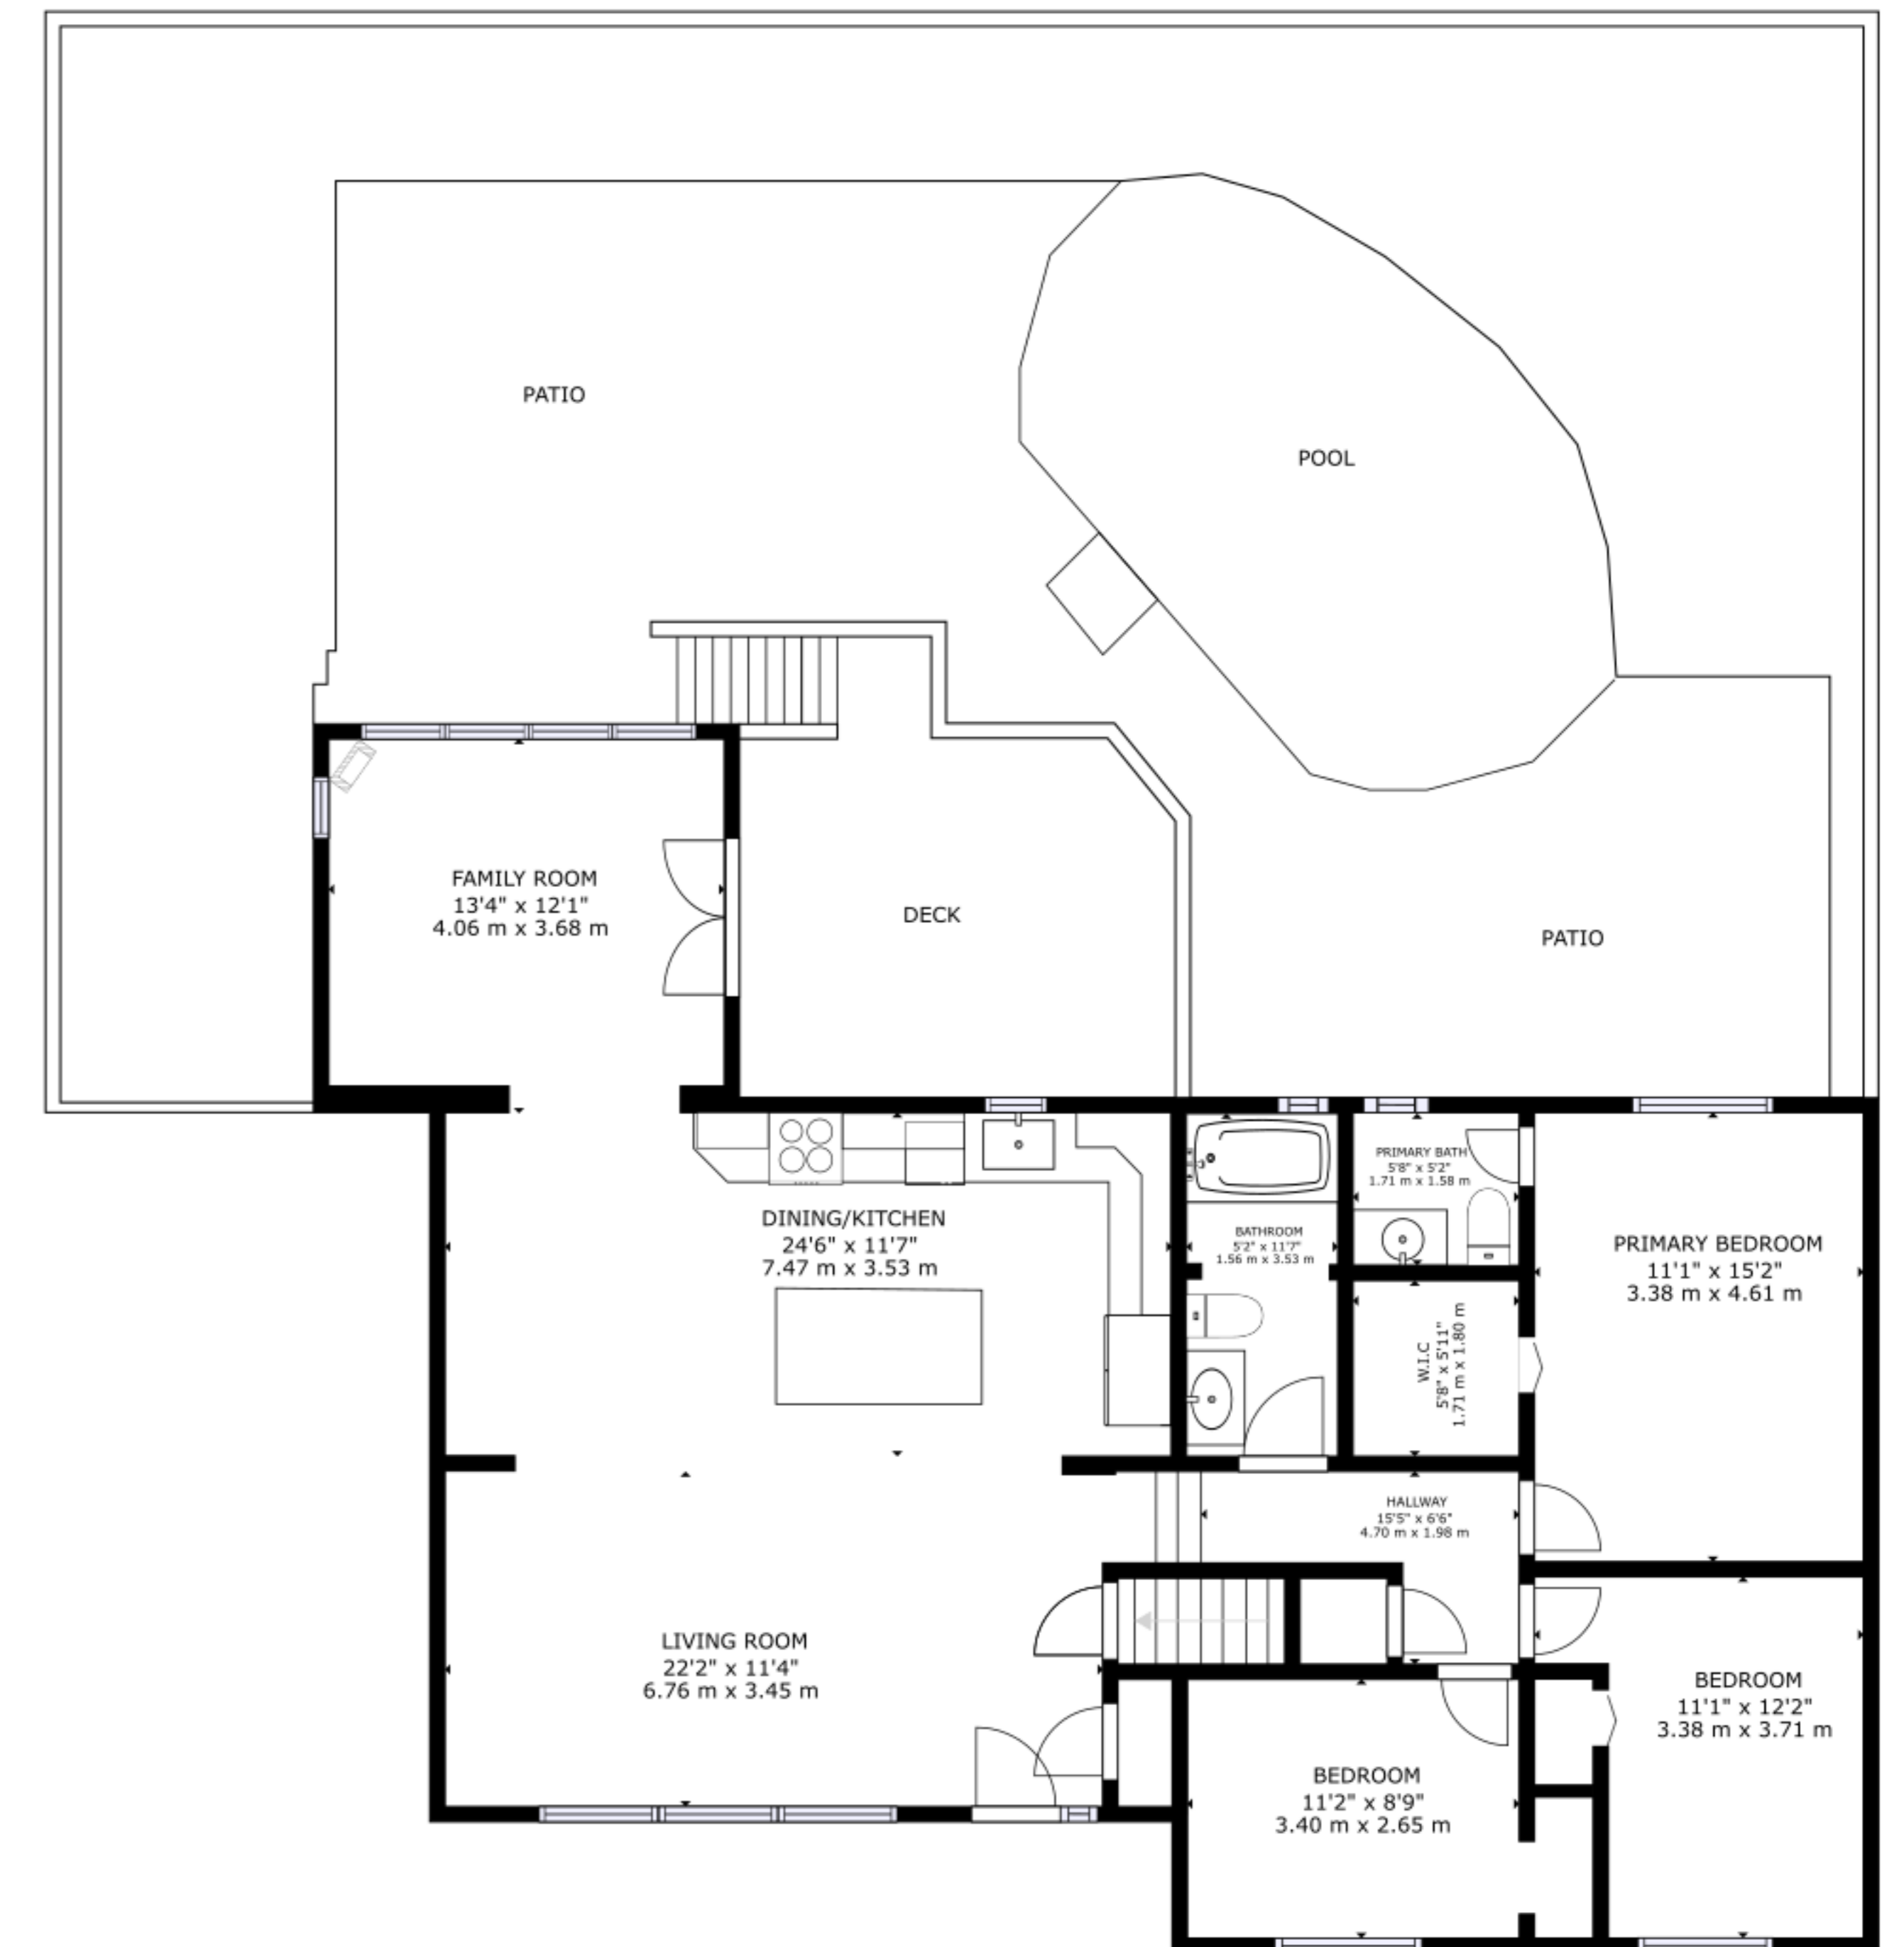 PATIO
POOL
FAMILY ROOM
13'4" x 12'1"
4.06 m x 3.68 m
DECK
PATIO
PRIMARY BATH
5'8" x 5'2"
1.71 m x 1.58 m
DINING/KITCHEN
24'6" x 11'7"
7.47 m x 3.53 m
BATHROOM
5'2" x 11'7"
1.56 m x 3.53 m
PRIMARY BEDROOM
11'1" x 15'2"
3.38 m x 4.61 m
W.I.C
5'8" x 5'11"
1.71 m x 1.80 m
HALLWAY
15'5" x 6'6"
4.70 m x 1.98 m
LIVING ROOM
22'2" x 11'4"
6.76 m x 3.45 m
BEDROOM
11'1" x 12'2"
3.38 m x 3.71 m
BEDROOM
11'2" x 8'9"
3.40 m x 2.65 m